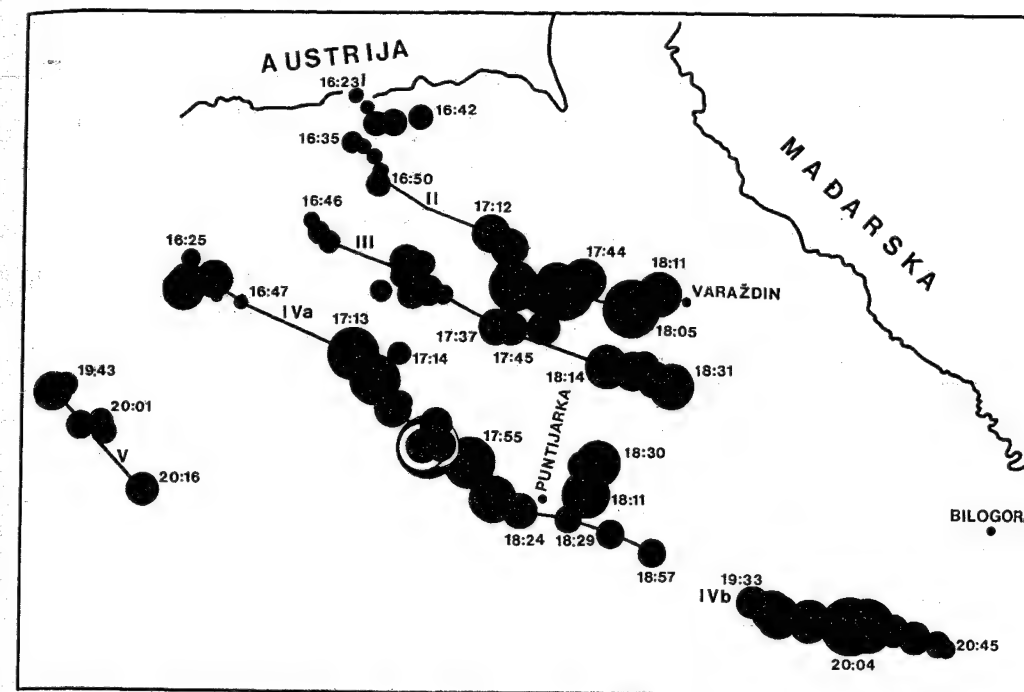 AUSTRIJA
16:23 I
16:42
16:35
16:50
II
16:46
17:12
III
16:25
17:44
18:11
MAĐARSKA
VARAŽDIN
16:47
IVa
17:13
17:37
18:05
17:45
17:14
18:14
18:31
19:43
20:01
PUNTIJARKA
17:55
18:30
V
20:16
18:11
18:24
18:29
BILOGOR
18:57
19:33
IVb
20:45
20:04